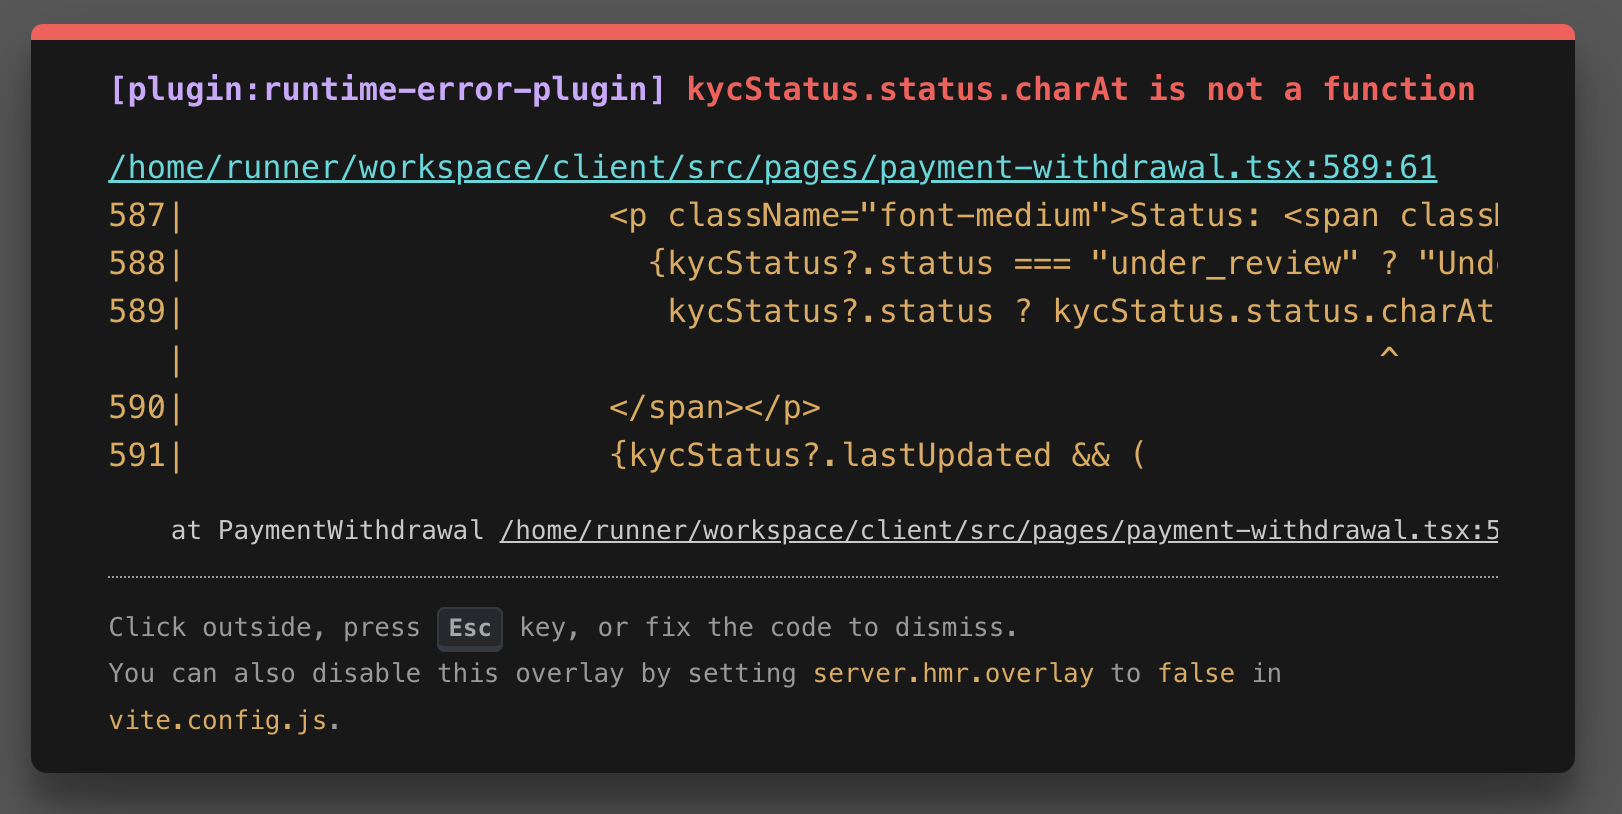 [plugin:runtime-error-plugin] kycStatus.status.charAt is not a function
/home/runner/workspace/client/src/pages/payment-withdrawal.tsx:589:61
587|                      <p className="font-medium">Status: <span class
588|                        {kycStatus?.status === "under_review" ? "Und
589|                         kycStatus?.status ? kycStatus.status.charAt
   |                                                              ^
590|                      </span></p>
591|                      {kycStatus?.lastUpdated && (
at PaymentWithdrawal /home/runner/workspace/client/src/pages/payment-withdrawal.tsx:5
Click outside, press Esc key, or fix the code to dismiss.
You can also disable this overlay by setting server.hmr.overlay to false in
vite.config.js.